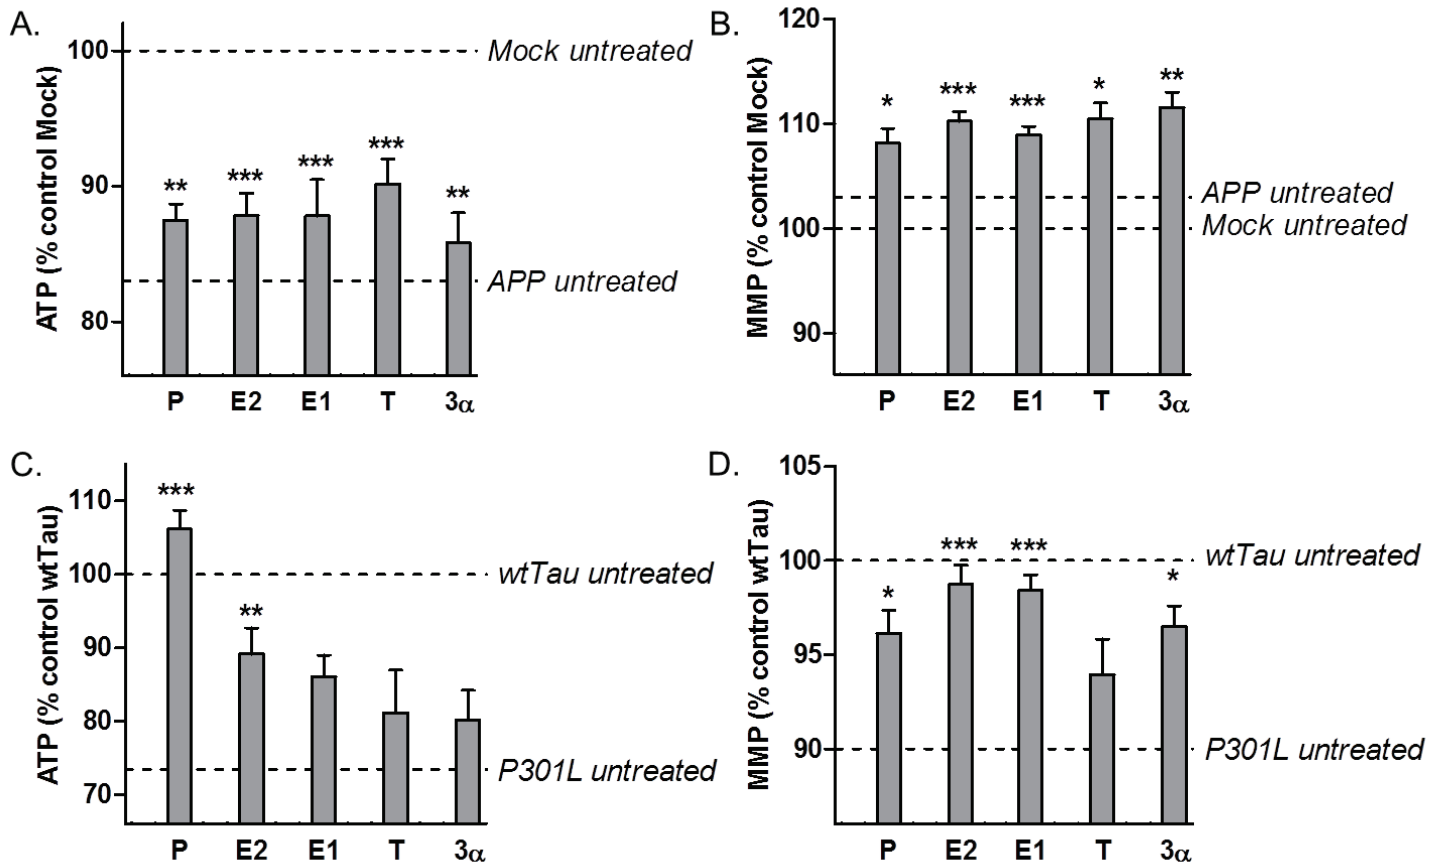 A.
ATP (% control Mock)
100
90
80
Mock untreated
APP untreated
** *** *** *** **
P E2 E1 T 3α
B.
MMP (% control Mock)
120
110
100
90
* *** *** * **
APP untreated
Mock untreated
P E2 E1 T 3α
C.
ATP (% control wtTau)
110
100
90
80
70
*** **
wtTau untreated
P301L untreated
P E2 E1 T 3α
D.
MMP (% control wtTau)
105
100
95
90
* *** *** *
wtTau untreated
P301L untreated
P E2 E1 T 3α